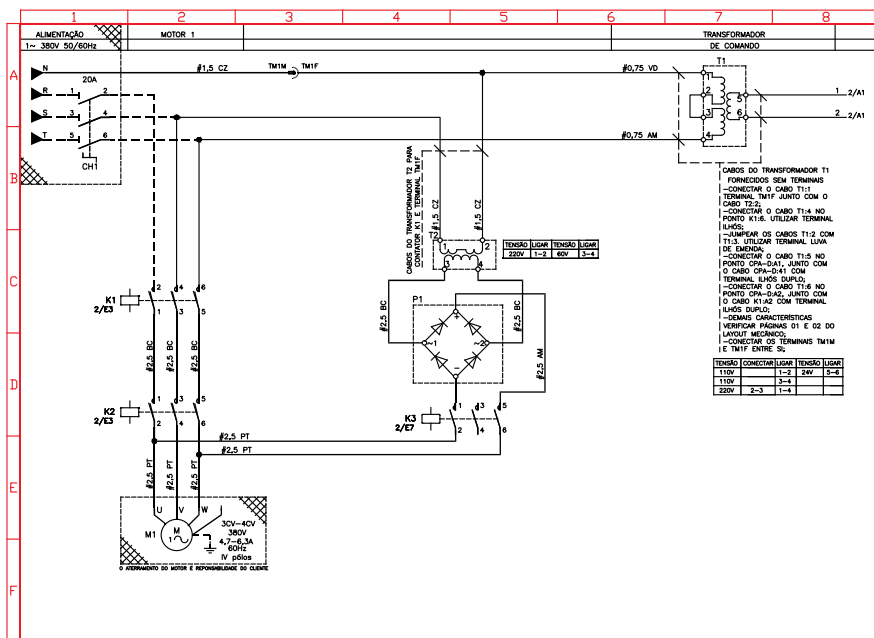 1 2 3 4 5 6 7 8
ALIMENTAÇÃO
1~ 380V 50/60Hz
MOTOR 1
TRANSFORMADOR
DE COMANDO
A
B
C
D
E
F
N
R
S
T
20A
1 2
3 4
5 6
CH1
#1,5 CZ
TM1M
TM1F
#0,75 VD
#0,75 AM
T1
1
2
3
4
5
6
1 2/A1
2 2/A1
CABOS DO TRANSFORMADOR T2 PARA
CONTATOR K1 E TERMINAL TM1F
#1,5 CZ
#1,5 CZ
T2
1 2
3 4
TENSÃO LIGAR TENSÃO LIGAR
220V 1-2 60V 3-4
CABOS DO TRANSFORMADOR T1
FORNECIDOS SEM TERMINAIS
-CONECTAR O CABO T1:1
TERMINAL TM1F JUNTO COM O
CABO T2:2;
-CONECTAR O CABO T1:4 NO
PONTO K1:6. UTILIZAR TERMINAL
ILHÓS;
-JUMPEAR OS CABOS T1:2 COM
T1:3. UTILIZAR TERMINAL LUVA
DE EMENDA;
-CONECTAR O CABO T1:5 NO
PONTO CPA-D:A1, JUNTO COM
O CABO CPA-D:41 COM
TERMINAL ILHÓS DUPLO;
-CONECTAR O CABO T1:6 NO
PONTO CPA-D:A2, JUNTO COM
O CABO K1:A2 COM TERMINAL
ILHÓS DUPLO;
-DEMAIS CARACTERÍSTICAS
VERIFICAR PÁGINAS 01 E 02 DO
LAYOUT MECÂNICO;
-CONECTAR OS TERMINAIS TM1M
E TM1F ENTRE SI;
TENSÃO CONECTAR LIGAR TENSÃO LIGAR
110V 1-2 24V 5-6
110V 3-4
220V 2-3 1-4
K1
2/E3
2 4 6
1 3 5
#2,5 BC
#2,5 BC
#2,5 BC
P1
+
~1
~2
-
#2,5 BC
#2,5 BC
#2,5 AM
K2
2/E3
1 3 5
2 4 6
K3
2/E7
1 3 5
2 4 6
#2,5 PT
#2,5 PT
#2,5 PT
#2,5 PT
#2,5 PT
U V W
M1
M
1
3CV-4CV
380V
4,7-6,3A
60Hz
IV pólos
O ATERRAMENTO DO MOTOR É REPONSABILIDADE DO CLIENTE